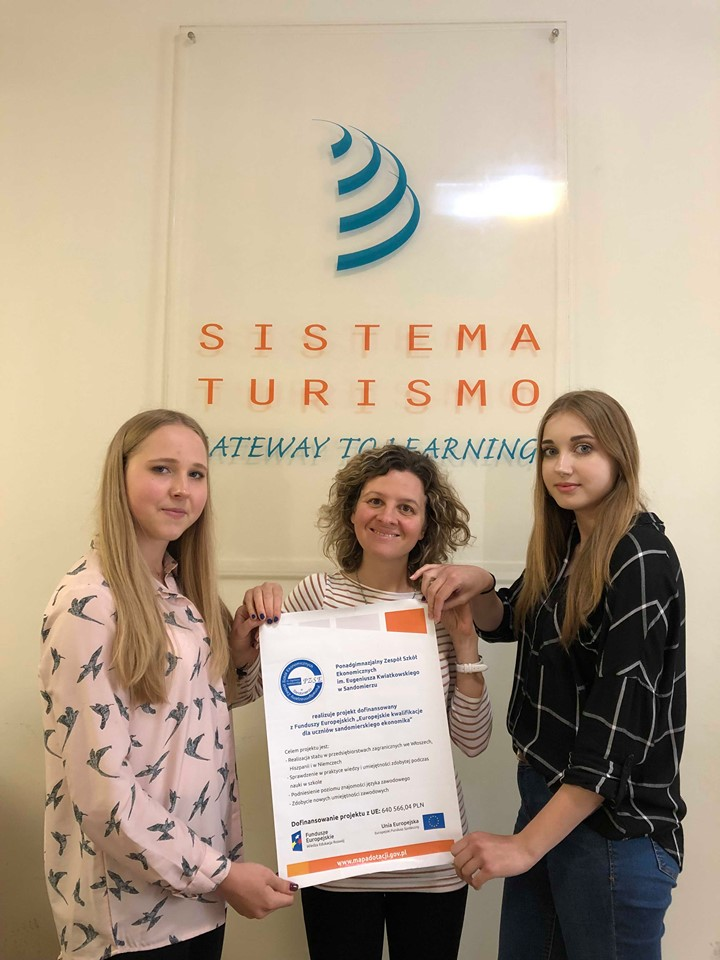 SISTEMA
TURISMO
ATEWAY TO LEARNING
Ponadgimnazjalny Zespół Szkół
Ekonomicznych
im. Eugeniusza Kwiatkowskiego
w Sandomierzu
realizuje projekt dofinansowany
z Funduszy Europejskich „Europejskie kwalifikacje
dla uczniów sandomierskiego ekonomika"
Celem projektu jest:
- Realizacja stażu w przedsiębiorstwach zagranicznych we Włoszech,
Hiszpanii i w Niemczech
- Sprawdzenie w praktyce wiedzy i umiejętności zdobytej podczas
nauki w szkole
- Podniesienie poziomu znajomości języka zawodowego
- Zdobycie nowych umiejętności zawodowych
Dofinansowanie projektu z UE: 640 566,04 PLN
Fundusze
Europejskie
Wiedza Edukacja Rozwój
Unia Europejska
Europejski Fundusz Społeczny
www.mapadotacji.gov.pl